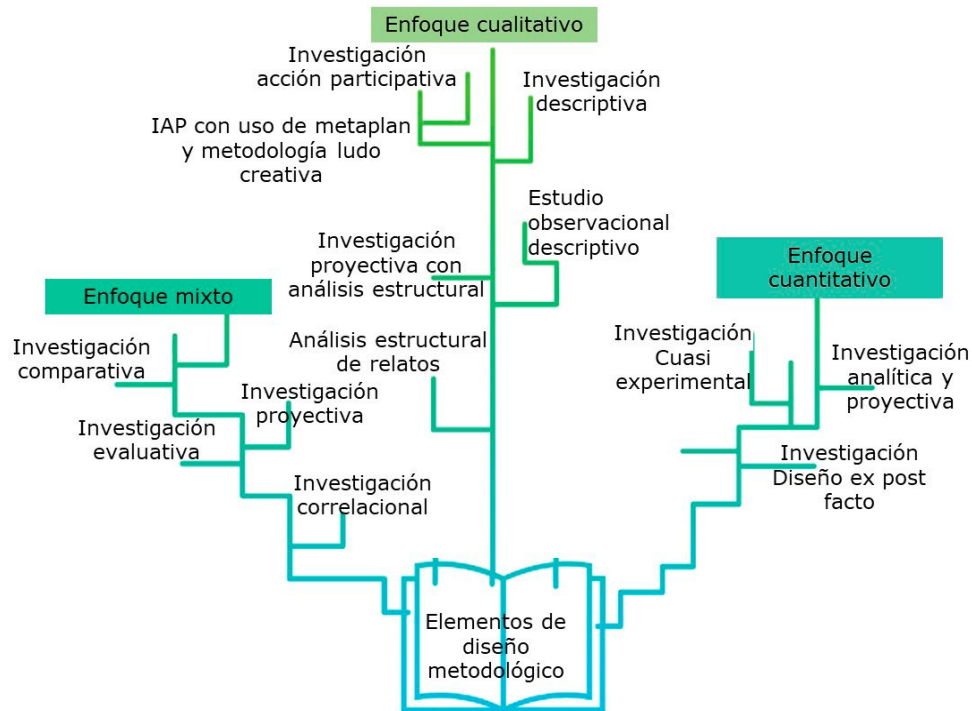 Enfoque cualitativo
Investigación
acción participativa
Investigación
descriptiva
IAP con uso de metaplan
y metodología ludo
creativa
Estudio
observacional
descriptivo
Investigación
proyectiva con
análisis estructural
Análisis estructural
de relatos
Enfoque mixto
Investigación
comparativa
Investigación
proyectiva
Investigación
evaluativa
Investigación
correlacional
Enfoque
cuantitativo
Investigación
Cuasi
experimental
Investigación
analítica y
proyectiva
Investigación
Diseño ex post
facto
Elementos de
diseño
metodológico